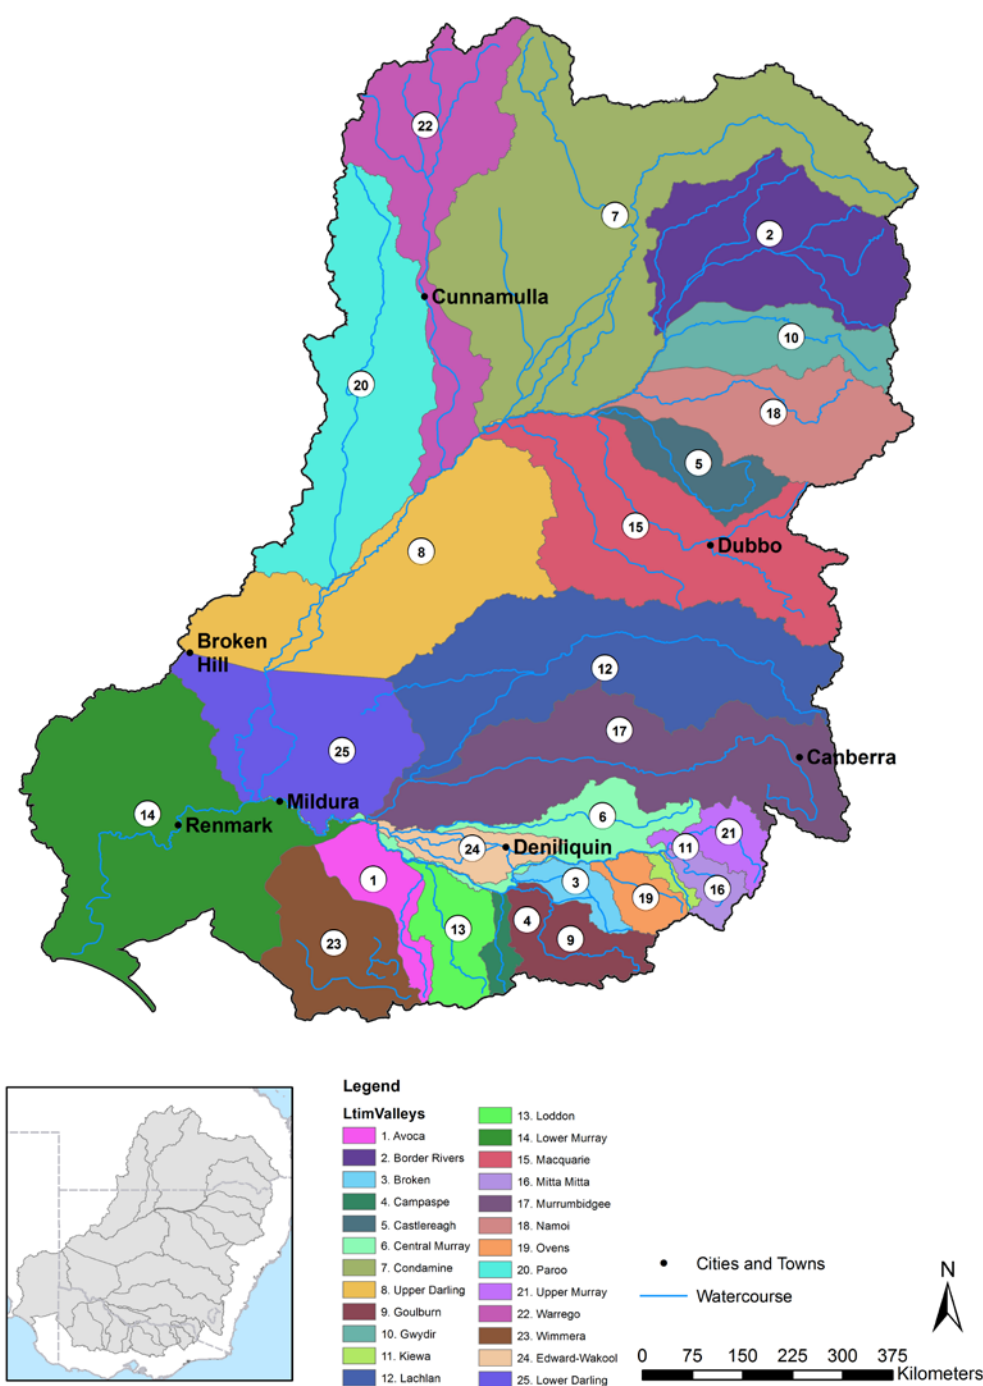 22
7
2
Cunnamulla
10
20
18
5
15
Dubbo
8
Broken
Hill
12
17
Canberra
25
Mildura
14
Renmark
6
21
24
Deniliquin
11
1
3
16
19
4
13
9
23
Legend
LtimValleys
1. Avoca
2. Border Rivers
3. Broken
4. Campaspe
5. Castlereagh
6. Central Murray
7. Condamine
8. Upper Darling
9. Goulburn
10. Gwydir
11. Kiewa
12. Lachlan
13. Loddon
14. Lower Murray
15. Macquarie
16. Mitta Mitta
17. Murrumbidgee
18. Namoi
19. Ovens
20. Paroo
21. Upper Murray
22. Warrego
23. Wimmera
24. Edward-Wakool
25. Lower Darling
Cities and Towns
Watercourse
N
0 75 150 225 300 375
Kilometers